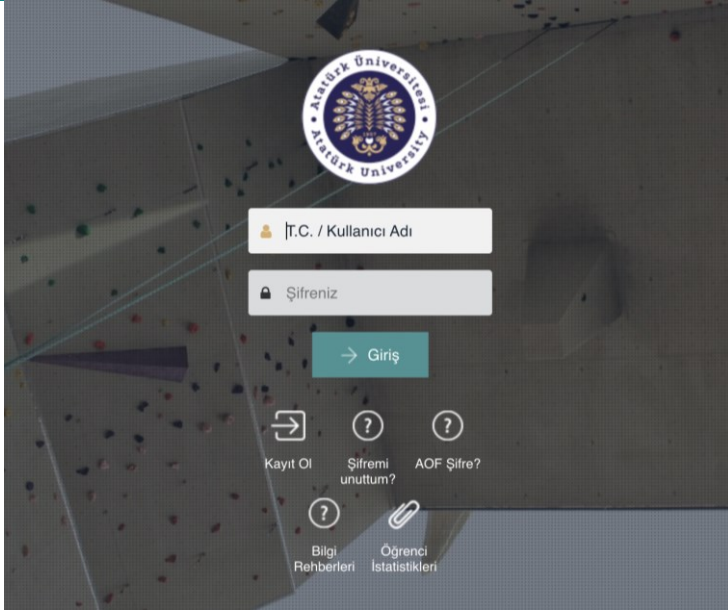 Atatürk Üniversitesi
Atatürk University
1957
T.C. / Kullanıcı Adı
Şifreniz
Giriş
Kayıt Ol
Şifremi
unuttum?
AOF Şifre?
Bilgi
Rehberleri
Öğrenci
İstatistikleri